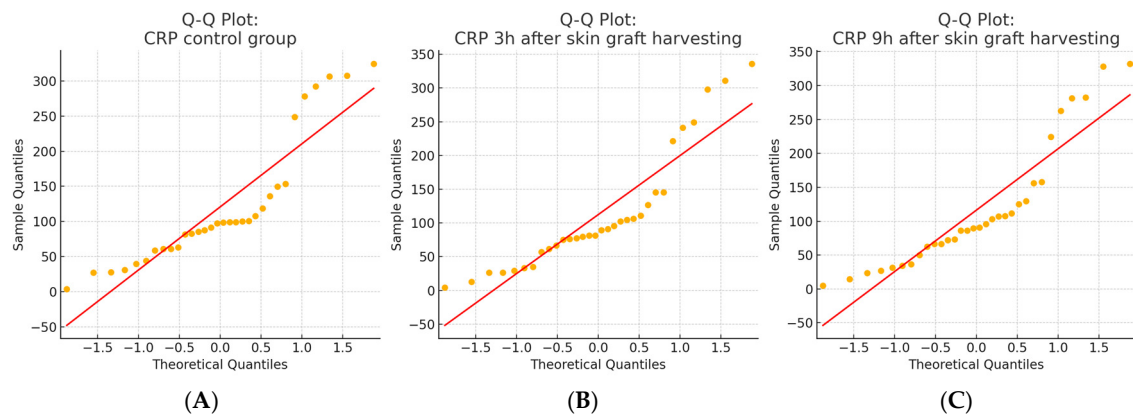 Q-Q Plot:
CRP control group
300
250
200
150
100
50
0
−50
Sample Quantiles
−1.5 −1.0 −0.5 0.0 0.5 1.0 1.5
Theoretical Quantiles
(A)
Q-Q Plot:
CRP 3h after skin graft harvesting
350
300
250
200
150
100
50
0
−50
Sample Quantiles
−1.5 −1.0 −0.5 0.0 0.5 1.0 1.5
Theoretical Quantiles
(B)
Q-Q Plot:
CRP 9h after skin graft harvesting
350
300
250
200
150
100
50
0
−50
Sample Quantiles
−1.5 −1.0 −0.5 0.0 0.5 1.0 1.5
Theoretical Quantiles
(C)